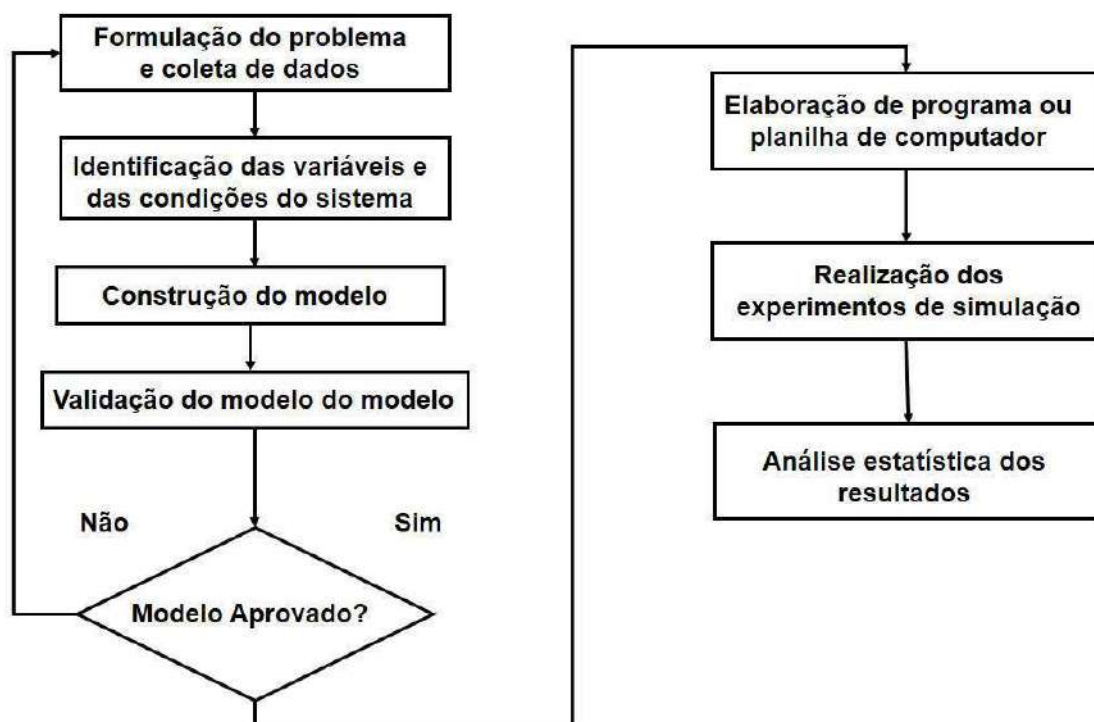 Formulação do problema
e coleta de dados
Identificação das variáveis e
das condições do sistema
Construção do modelo
Validação do modelo do modelo
Não
Sim
Modelo Aprovado?
Elaboração de programa ou
planilha de computador
Realização dos
experimentos de simulação
Análise estatística dos
resultados